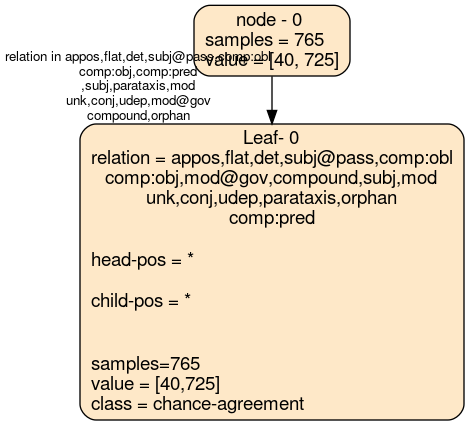 node - 0
samples = 765
value = [40, 725]
relation in appos,flat,det,subj@pass,comp:obl
comp:obj,comp:pred
,subj,parataxis,mod
unk,conj,udep,mod@gov
compound,orphan
Leaf- 0
relation = appos,flat,det,subj@pass,comp:obl
comp:obj,mod@gov,compound,subj,mod
unk,conj,udep,parataxis,orphan
comp:pred
head-pos = *
child-pos = *
samples=765
value = [40,725]
class = chance-agreement